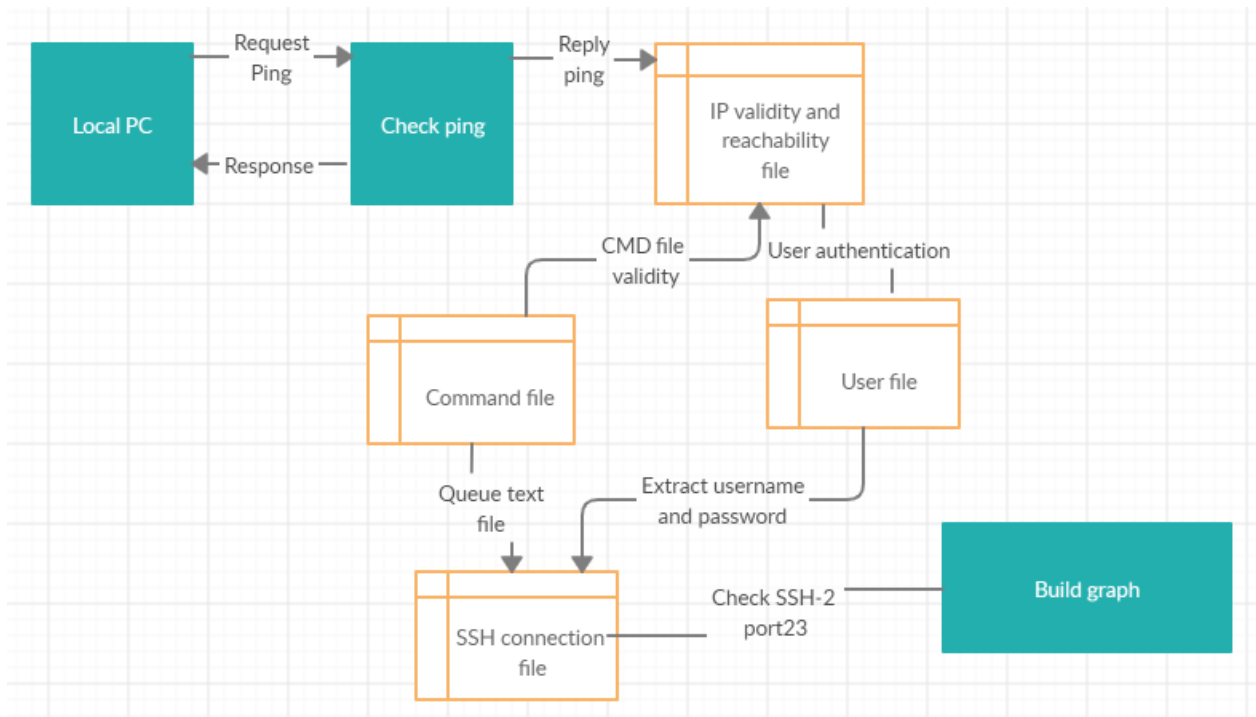 Request
Ping
Reply
ping
Local PC
Check ping
IP validity and
reachability
file
Response
CMD file
validity
User authentication
Command file
User file
Queue text
file
Extract username
and password
SSH connection
file
Check SSH-2
port23
Build graph